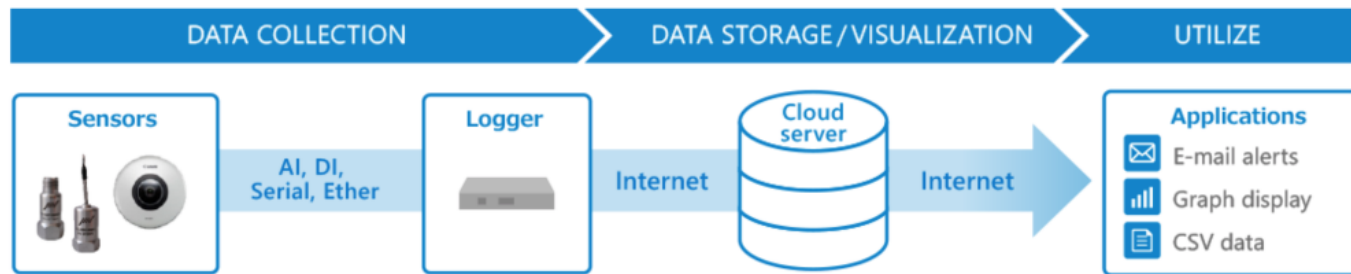 DATA COLLECTION
DATA STORAGE/VISUALIZATION
UTILIZE
Sensors
AI, DI,
Serial, Ether
Logger
Internet
Cloud
server
Internet
Applications
E-mail alerts
Graph display
CSV data